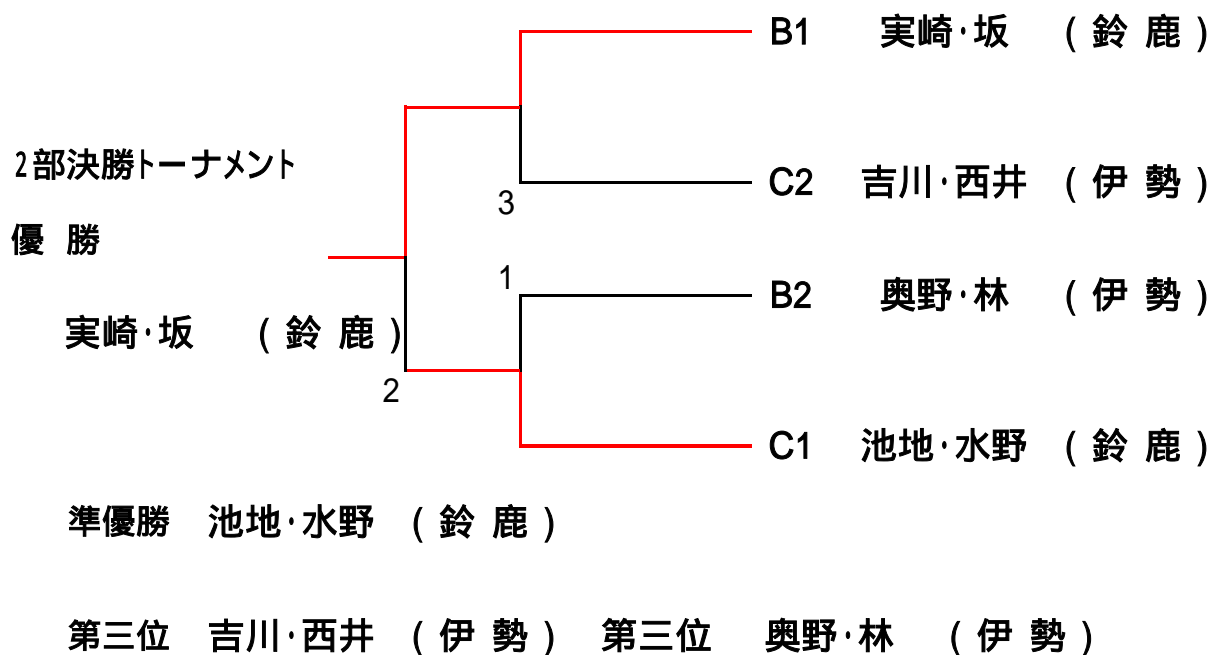 B1 実崎・坂 (鈴鹿)
2部決勝トーナメント
C2 吉川・西井 (伊勢)
3
優 勝
1
B2 奥野・林 (伊勢)
実崎・坂 (鈴鹿)
2
C1 池地・水野 (鈴鹿)
準優勝 池地・水野 (鈴鹿)
第三位 吉川・西井 (伊勢) 第三位 奥野・林 (伊勢)